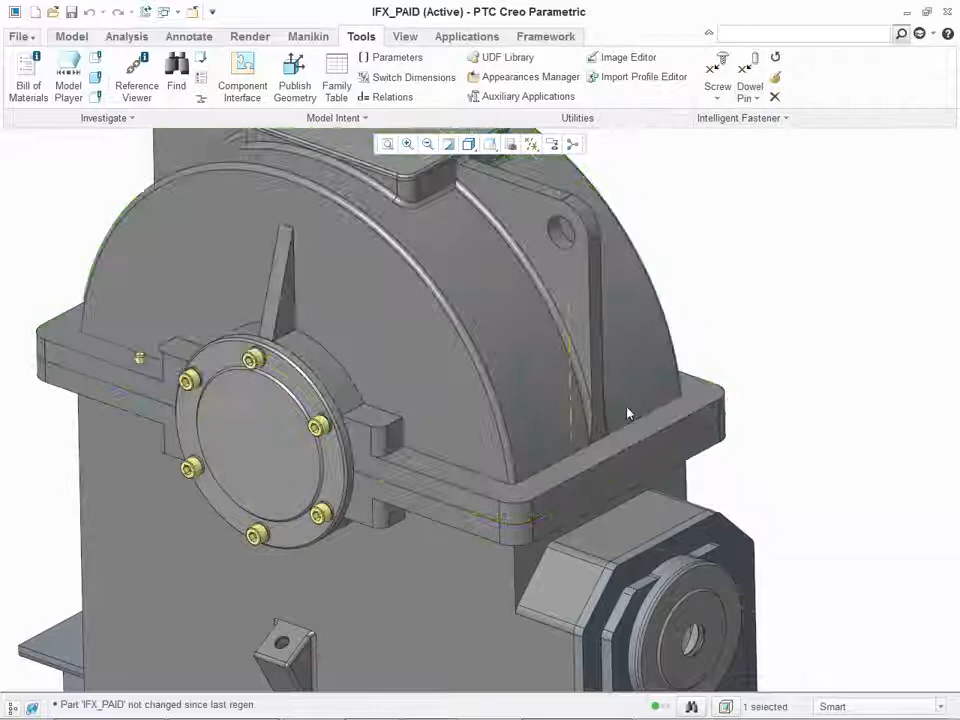 IFX_PAID (Active) - PTC Creo Parametric
File Model Analysis Annotate Render Manikin Tools View Applications Framework
Bill of Materials
Model Player
Reference Viewer
Find
Component Interface
Publish Geometry
Family Table
Parameters
Switch Dimensions
d= Relations
UDF Library
Appearances Manager
Auxiliary Applications
Image Editor
Import Profile Editor
Screw
Dowel Pin
Investigate Model Intent Utilities Intelligent Fastener
• Part 'IFX_PAID' not changed since last regen
1 selected
Smart